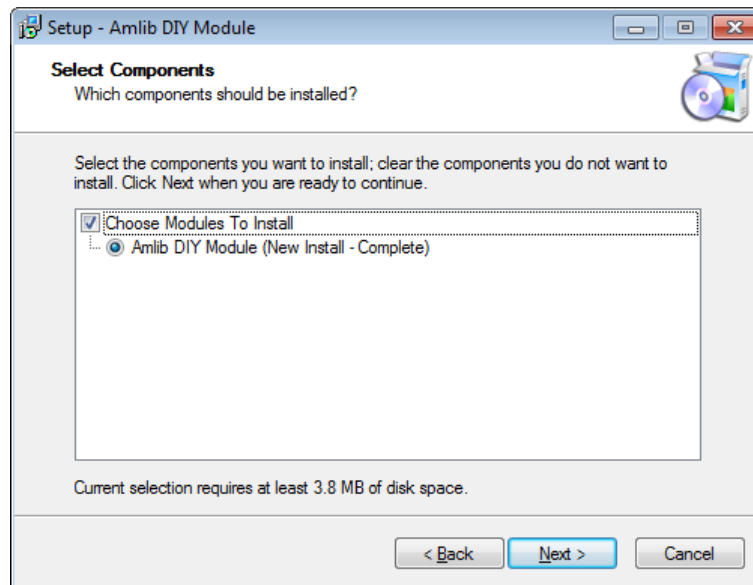 Setup - Amlib DIY Module
Select Components
Which components should be installed?
Select the components you want to install; clear the components you do not want to
install. Click Next when you are ready to continue.
Choose Modules To Install
Amlib DIY Module (New Install - Complete)
Current selection requires at least 3.8 MB of disk space.
< Back
Next >
Cancel